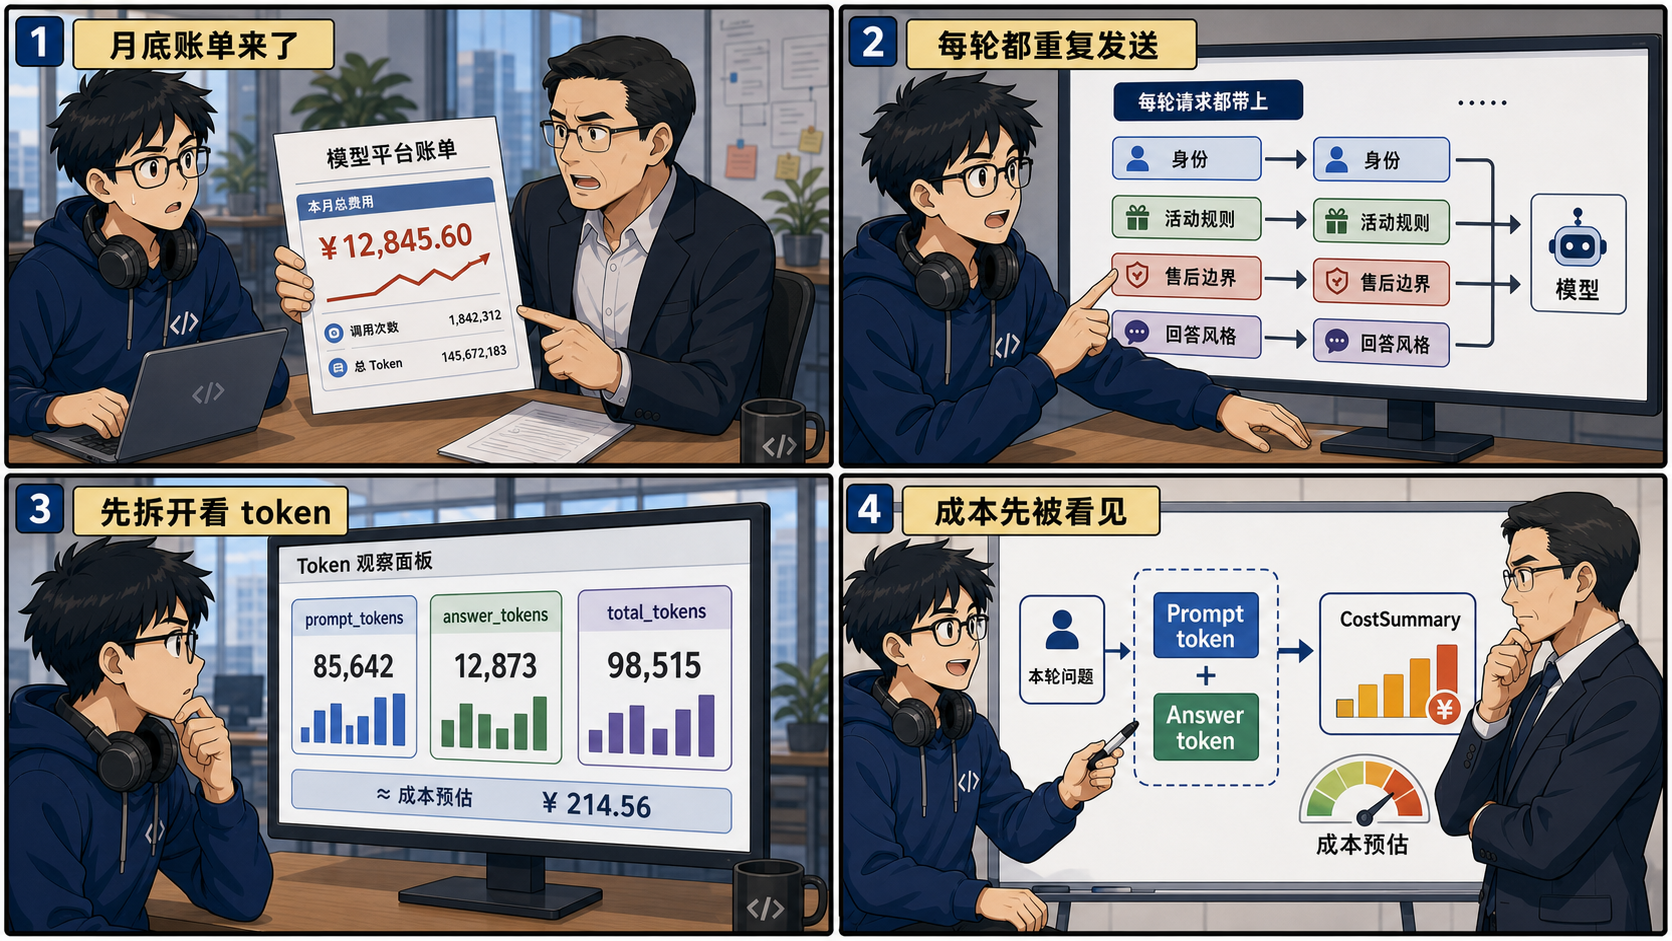 1
月底账单来了
模型平台账单
本月总费用
¥12,845.60
调用次数 1,842,312
总 Token 145,672,183
</>
</>
</>
2
每轮都重复发送
每轮请求都带上
.....
身份 身份
活动规则 活动规则
售后边界 售后边界
回答风格 回答风格
模型
</>
3
先拆开看 token
Token 观察面板
prompt_tokens answer_tokens total_tokens
85,642 12,873 98,515
≈ 成本预估 ¥ 214.56
</>
</>
4
成本先被看见
本轮问题
Prompt
token
+
Answer
token
CostSummary
¥
成本预估
</>